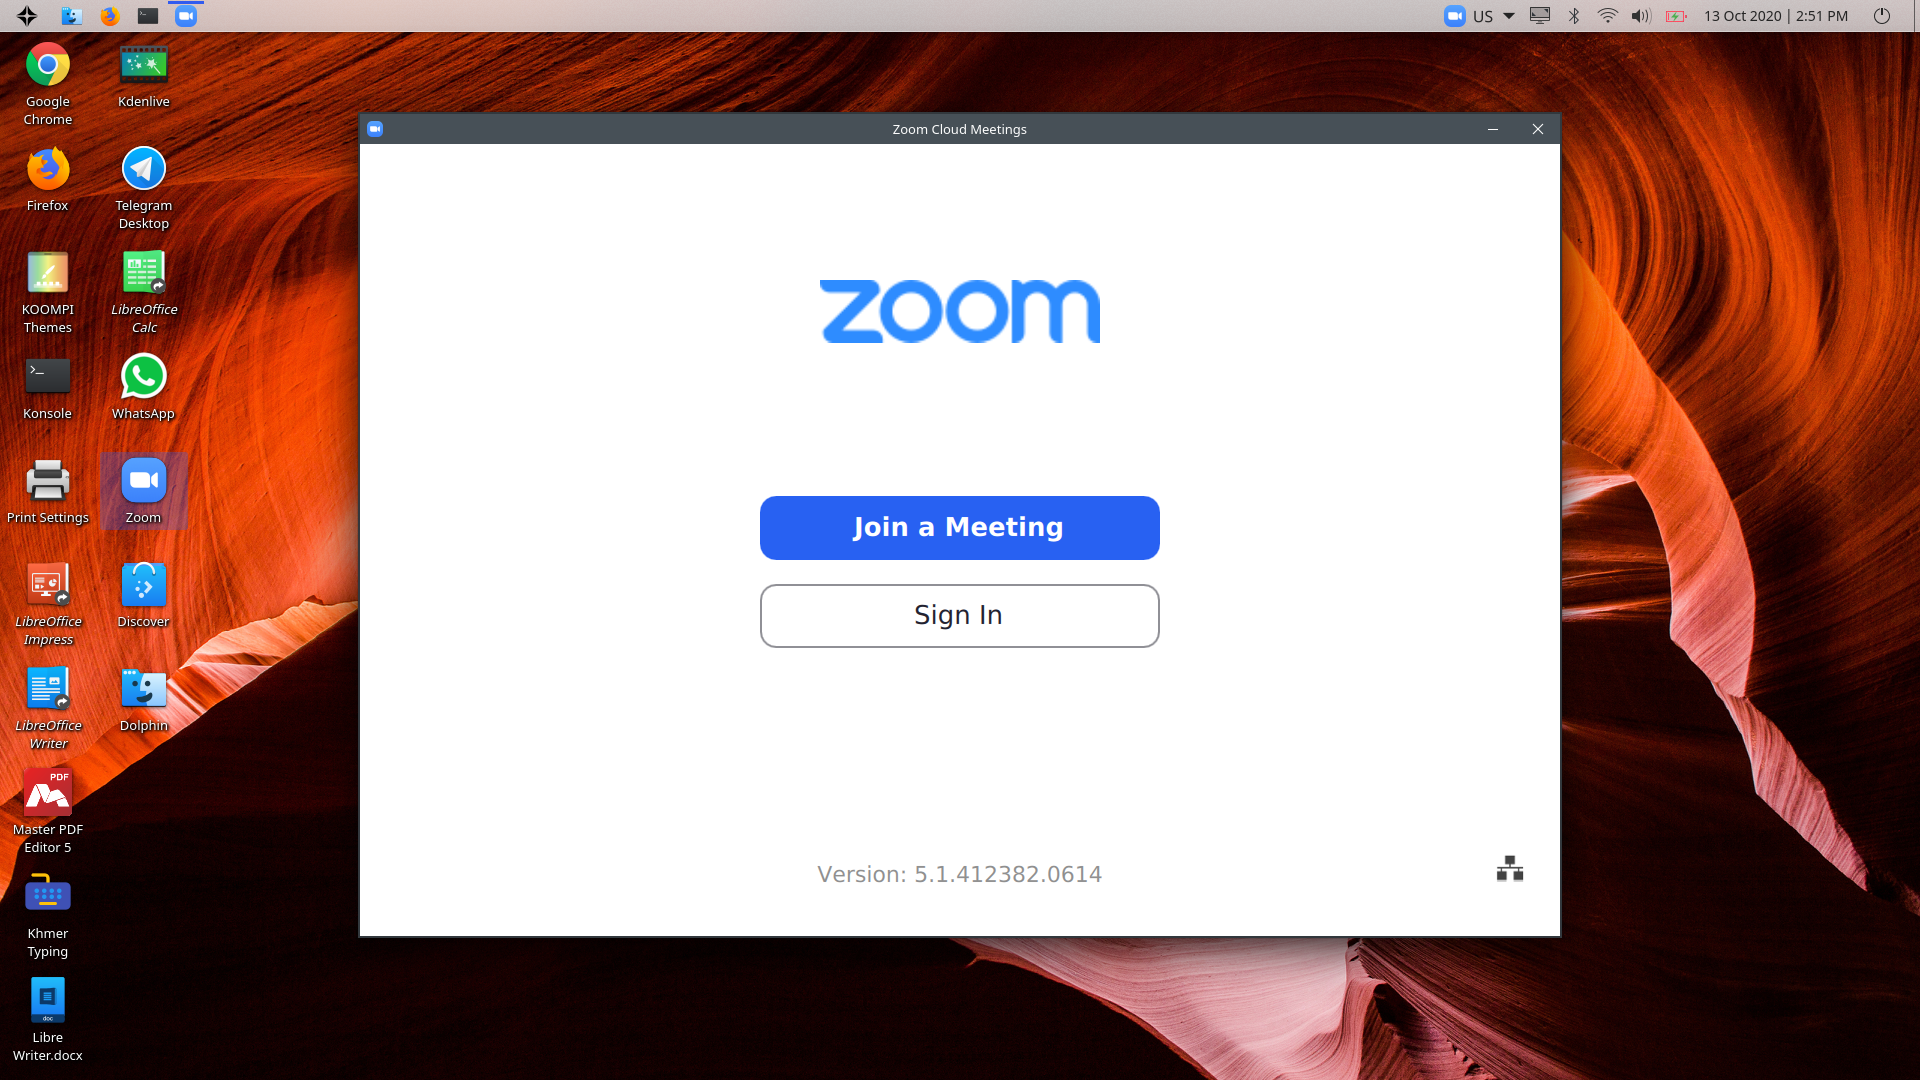 US
13 Oct 2020 | 2:51 PM
Google
Chrome
Kdenlive
Firefox
Telegram
Desktop
KOOMPI
Themes
LibreOffice
Calc
Konsole
WhatsApp
Print Settings
Zoom
LibreOffice
Impress
Discover
LibreOffice
Writer
Dolphin
PDF
Master PDF
Editor 5
Khmer
Typing
doc
Libre
Writer.docx
Zoom Cloud Meetings
zoom
Join a Meeting
Sign In
Version: 5.1.412382.0614